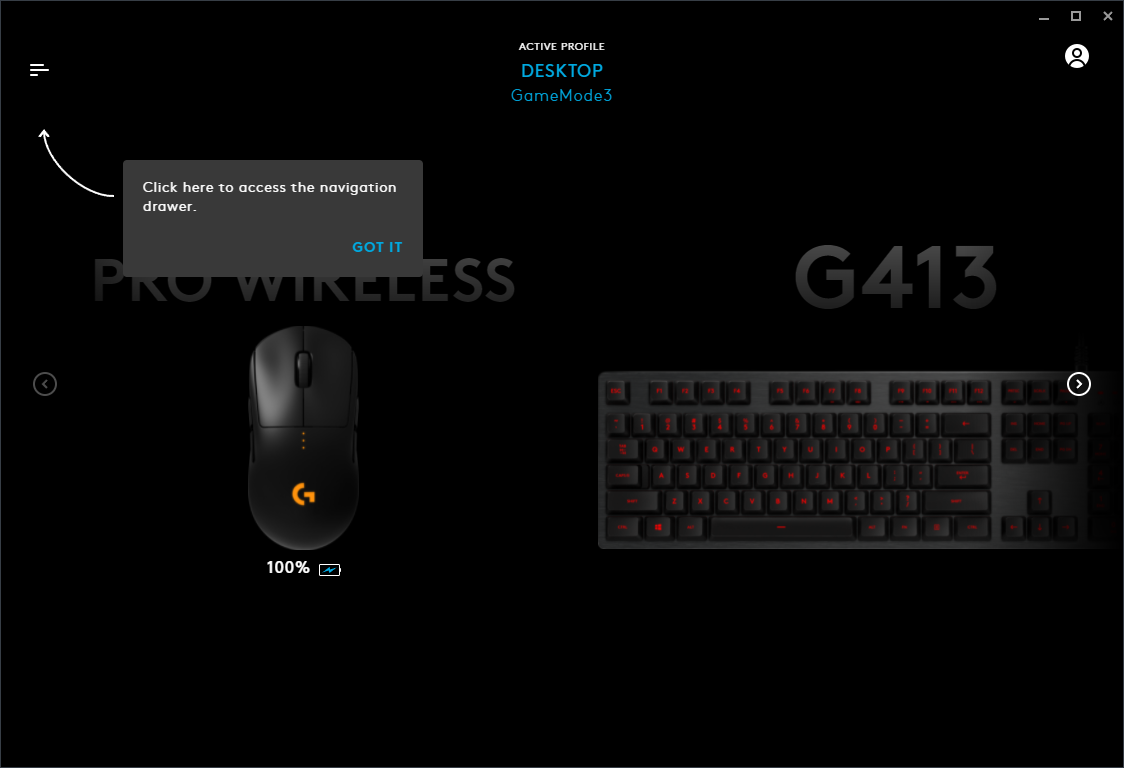 ACTIVE PROFILE
DESKTOP
GameMode3
Click here to access the navigation
drawer.
GOT IT
PRO WIRELESS
G413
100%